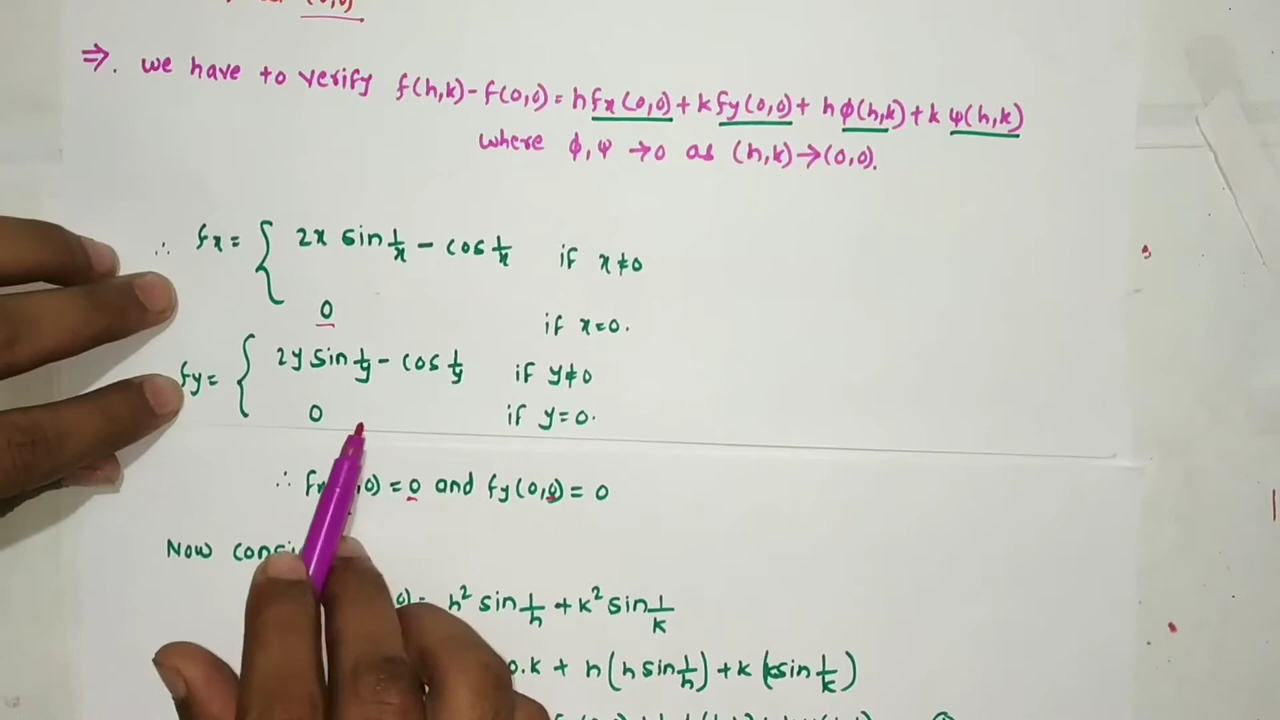 (0,0)
⇒. we have to verify f(h,k) - f(0,0) = h fx(0,0) + k fy(0,0) + h ϕ(h,k) + k ψ(h,k)
where ϕ, ψ → 0 as (h,k) → (0,0).
∴ fx = { 2x sin 1/x - cos 1/x if x≠0
0 if x=0.
fy = { 2y sin 1/y - cos 1/y if y≠0
0 if y=0.
∴ fx ,0) = 0 and fy(0,0) = 0
Now
0) = h² sin 1/h + k² sin 1/k
0.k + h(h sin 1/h) + k(k sin 1/k)